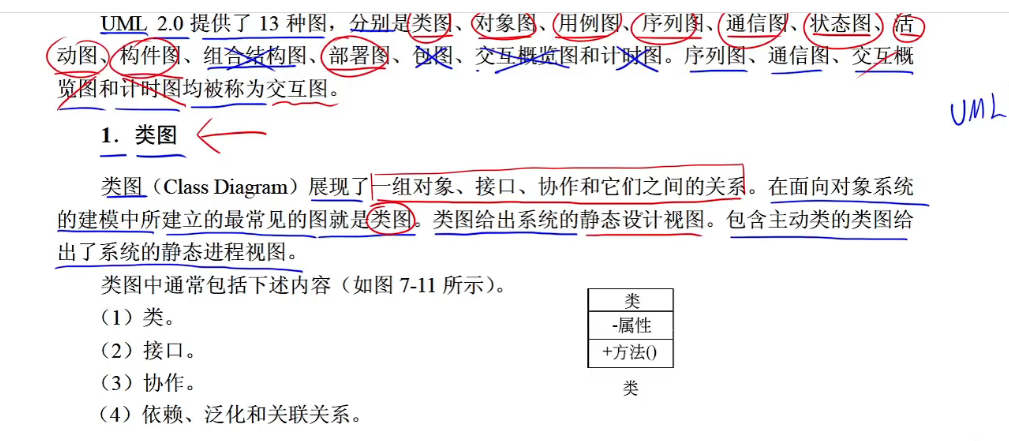 UML 2.0 提供了 13 种图，分别是类图、对象图、用例图、序列图、通信图、状态图、活
动图、构件图、组合结构图、部署图、包图、交互概览图和计时图。序列图、通信图、交互概
览图和计时图均被称为交互图。
UML
1. 类图
类图（Class Diagram）展现了一组对象、接口、协作和它们之间的关系。在面向对象系统
的建模中所建立的最常见的图就是类图。类图给出系统的静态设计视图。包含主动类的类图给
出了系统的静态进程视图。
类图中通常包括下述内容（如图 7-11 所示）。
（1）类。
（2）接口。
（3）协作。
（4）依赖、泛化和关联关系。
类
-属性
+方法()
类